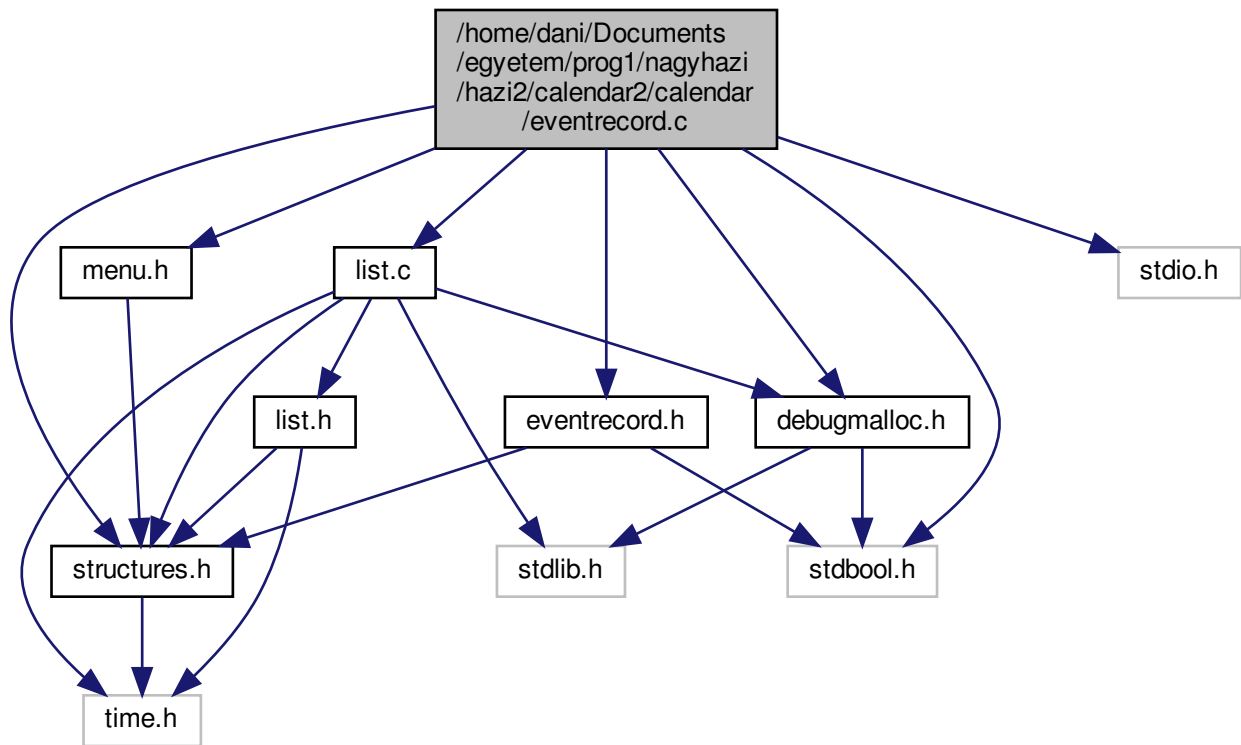 /home/dani/Documents
/egyetem/prog1/nagyhazi
/hazi2/calendar2/calendar
/eventrecord.c
menu.h
list.c
stdio.h
list.h
eventrecord.h
debugmalloc.h
structures.h
stdlib.h
stdbool.h
time.h